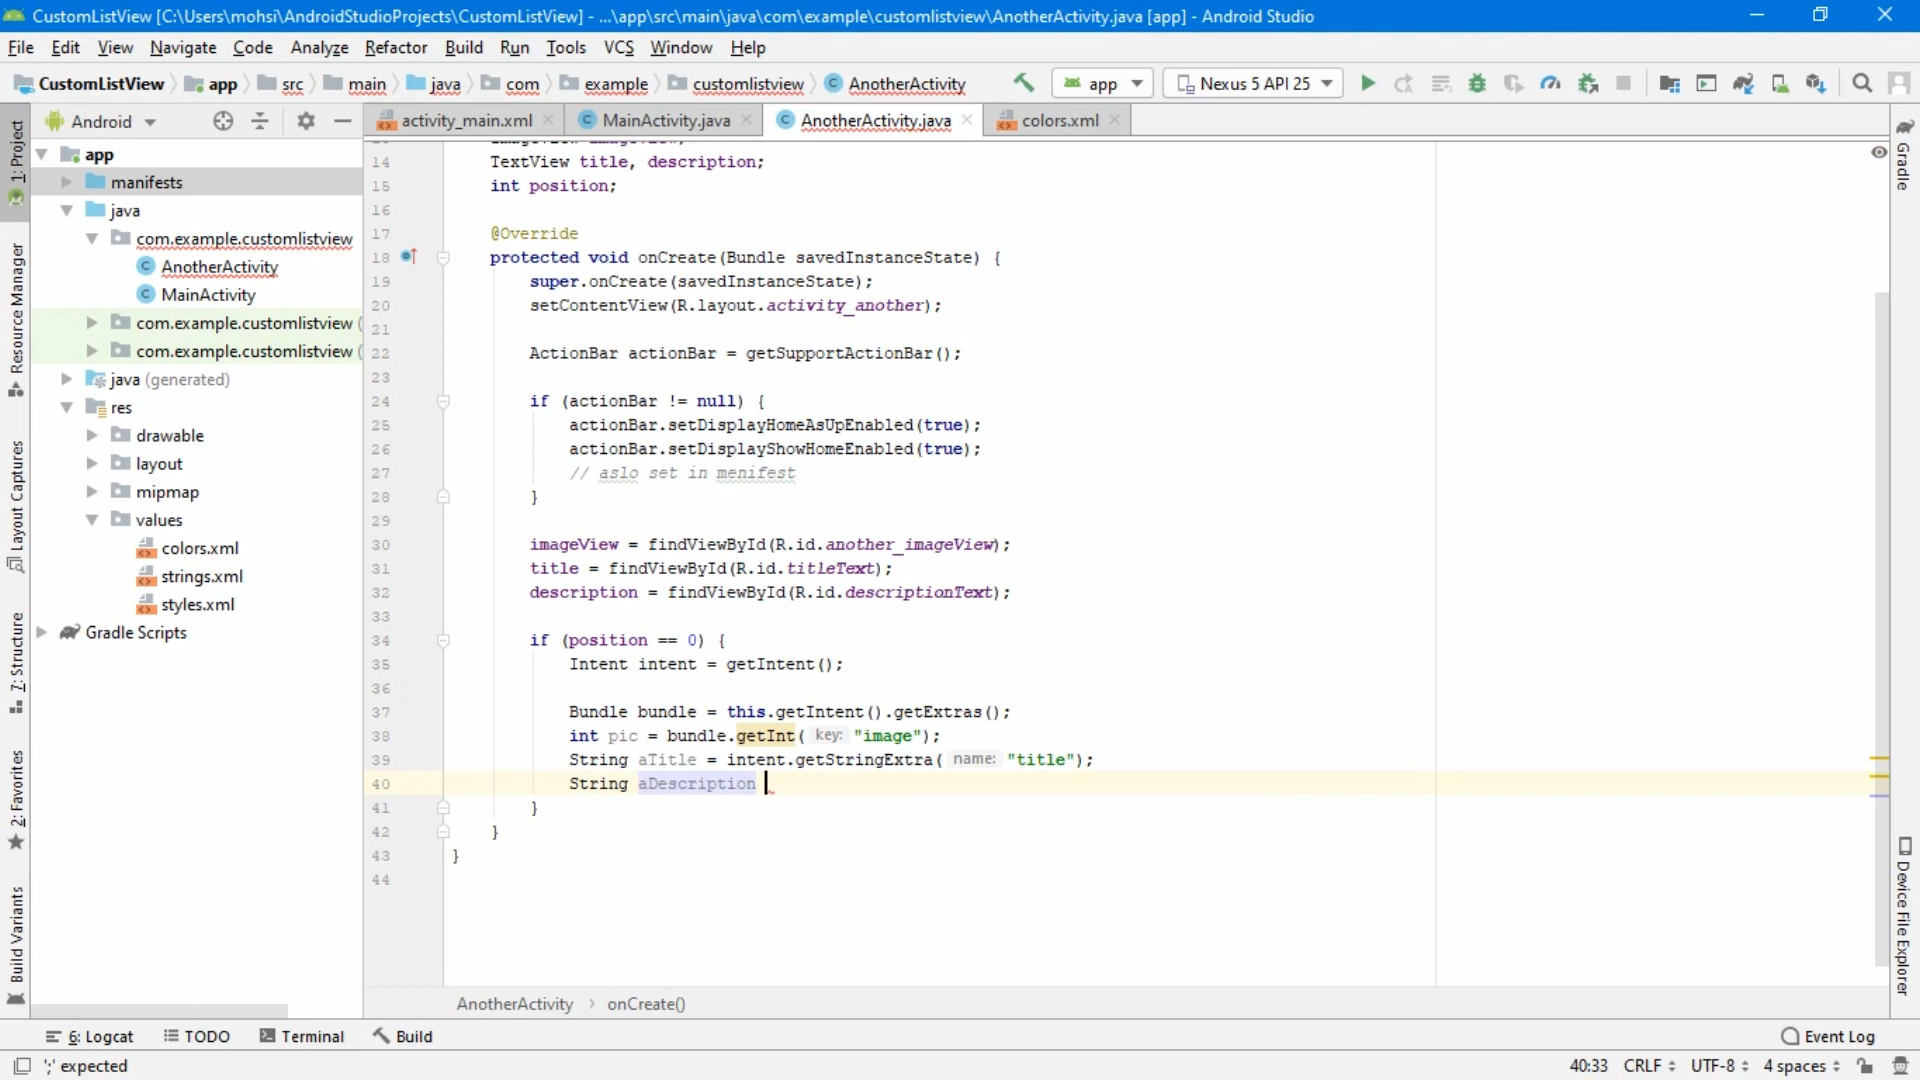 CustomListView [C:\Users\mohsi\AndroidStudioProjects\CustomListView] - ...\app\src\main\java\com\example\customlistview\AnotherActivity.java [app] - Android Studio
File Edit View Navigate Code Analyze Refactor Build Run Tools VCS Window Help
CustomListView app src main java com example customlistview AnotherActivity app Nexus 5 API 25
Android activity_main.xml MainActivity.java AnotherActivity.java colors.xml
1: Project
Resource Manager
Layout Captures
7: Structure
2: Favorites
Build Variants
app
manifests
java
com.example.customlistview
AnotherActivity
MainActivity
com.example.customlistview (
com.example.customlistview (
java (generated)
res
drawable
layout
mipmap
values
colors.xml
strings.xml
styles.xml
Gradle Scripts
14 TextView title, description;
15 int position;
16
17 @Override
18 protected void onCreate(Bundle savedInstanceState) {
19 super.onCreate(savedInstanceState);
20 setContentView(R.layout.activity_another);
21
22 ActionBar actionBar = getSupportActionBar();
23
24 if (actionBar != null) {
25 actionBar.setDisplayHomeAsUpEnabled(true);
26 actionBar.setDisplayShowHomeEnabled(true);
27 // aslo set in menifest
28 }
29
30 imageView = findViewById(R.id.another_imageView);
31 title = findViewById(R.id.titleText);
32 description = findViewById(R.id.descriptionText);
33
34 if (position == 0) {
35 Intent intent = getIntent();
36
37 Bundle bundle = this.getIntent().getExtras();
38 int pic = bundle.getInt( key: "image");
39 String aTitle = intent.getStringExtra( name: "title");
40 String aDescription
41 }
42 }
43 }
44
AnotherActivity › onCreate()
Gradle
Device File Explorer
6: Logcat TODO Terminal Build Event Log
';' expected 40:33 CRLF UTF-8 4 spaces